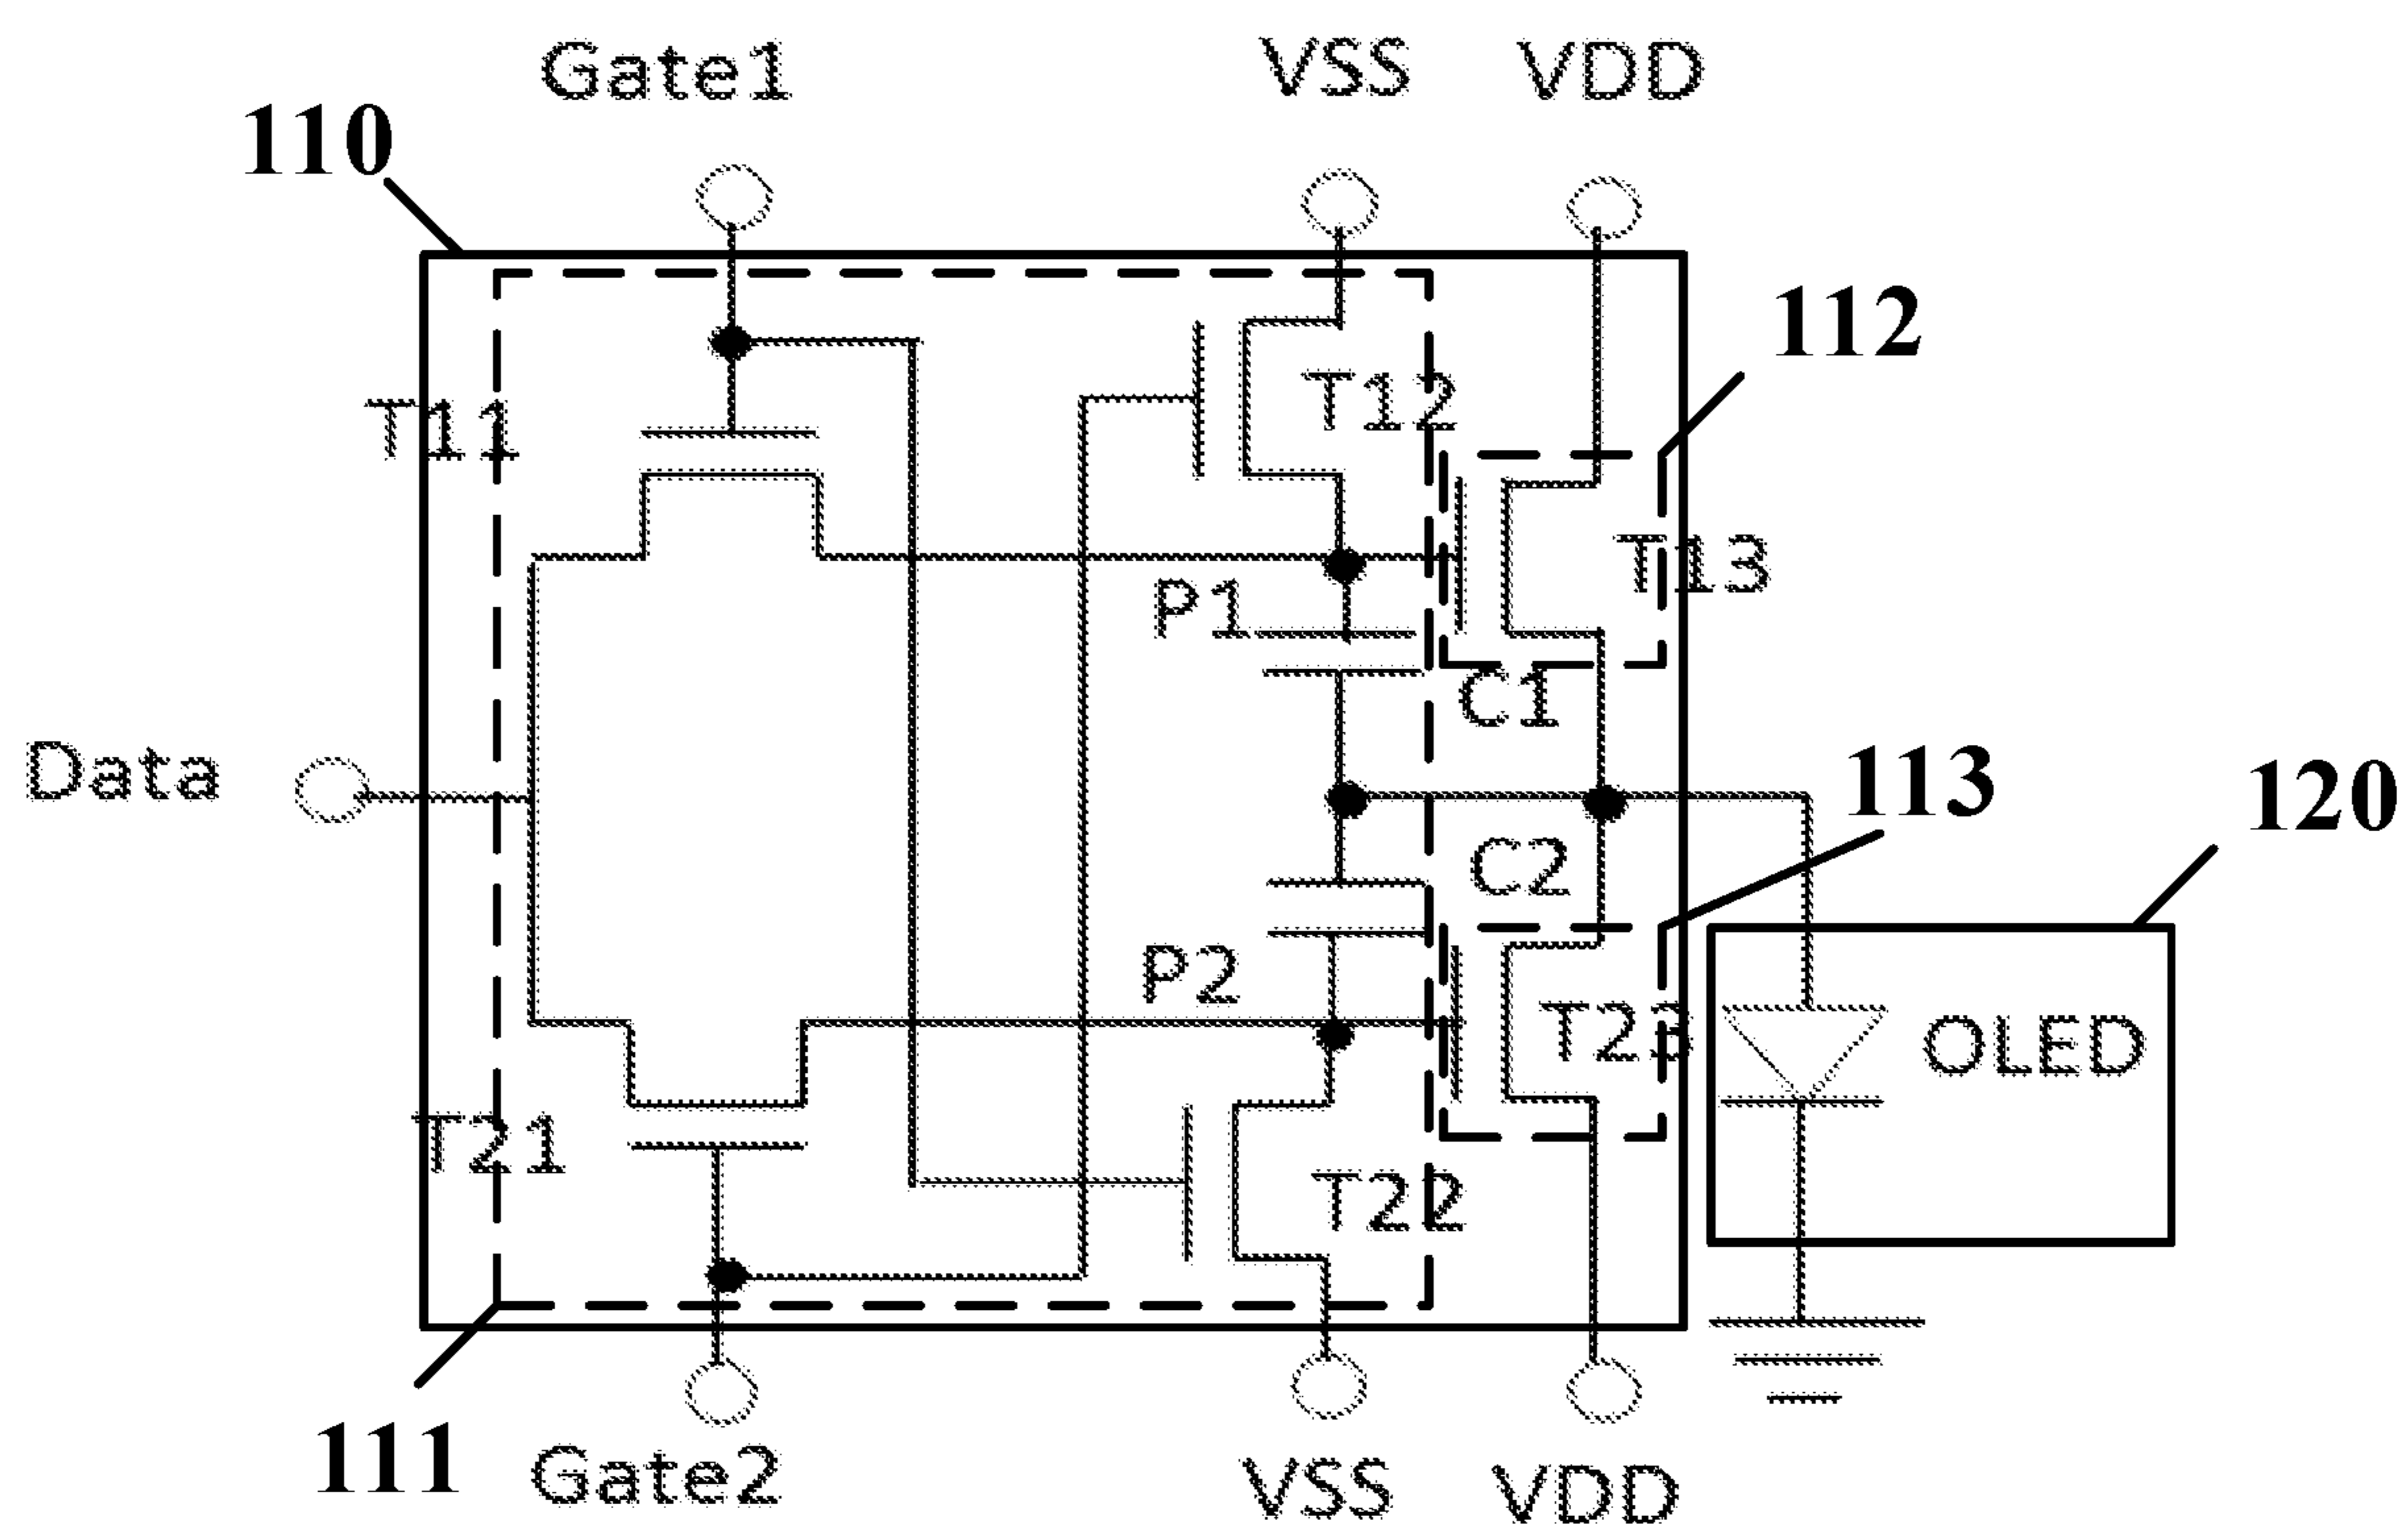 Gate1
VSS
VDD
110
112
T11
T12
T13
P1
C1
Data
113
120
C2
P2
T23
OLED
T21
T22
111
Gate2
VSS
VDD